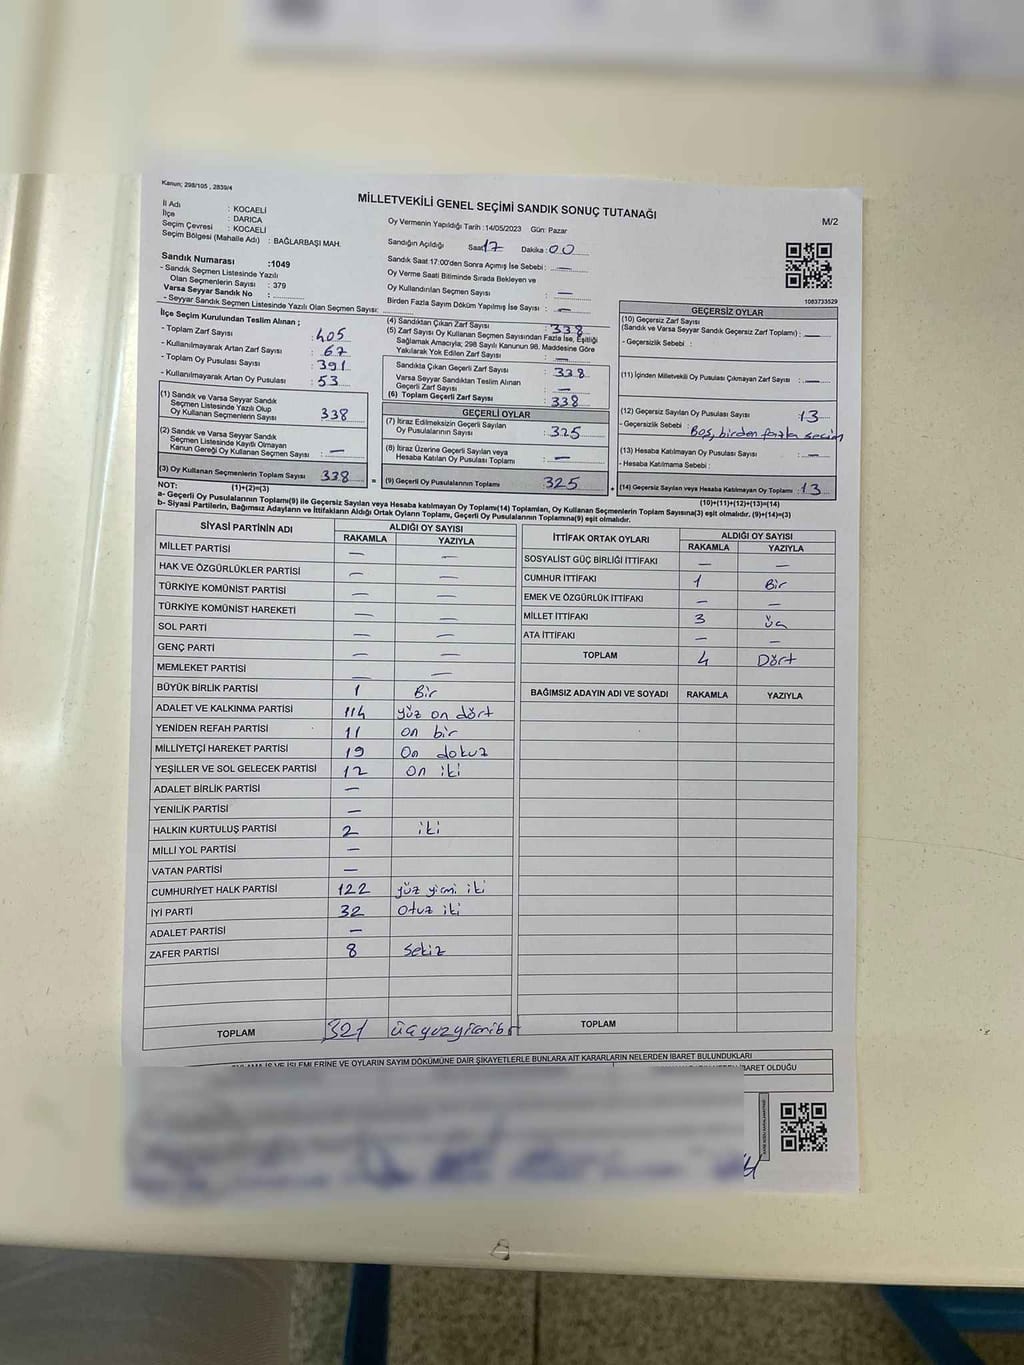 Kanun; 298/105 , 2839/4
MİLLETVEKİLİ GENEL SEÇİMİ SANDIK SONUÇ TUTANAĞI
M/2
İl Adı : KOCAELİ
İlçe : DARICA
Seçim Çevresi : KOCAELİ
Seçim Bölgesi (Mahalle Adı) : BAĞLARBAŞI MAH.
Oy Vermenin Yapıldığı Tarih :14/05/2023 Gün: Pazar
Sandığın Açıldığı Saat 17 Dakika: 00
Sandık Saat 17:00'den Sonra Açılmış İse Sebebi : —
Oy Verme Saati Bitiminde Sırada Bekleyen ve
Oy Kullandırılan Seçmen Sayısı : —
Birden Fazla Sayım Döküm Yapılmış İse Sayısı : —
1083733529
Sandık Numarası :1049
- Sandık Seçmen Listesinde Yazılı
Olan Seçmenlerin Sayısı : 379
Varsa Seyyar Sandık No :
- Seyyar Sandık Seçmen Listesinde Yazılı Olan Seçmen Sayısı:
İlçe Seçim Kurulundan Teslim Alınan ;
- Toplam Zarf Sayısı : 405
- Kullanılmayarak Artan Zarf Sayısı : 67
- Toplam Oy Pusulası Sayısı : 391
- Kullanılmayarak Artan Oy Pusulası : 53
(1) Sandık ve Varsa Seyyar Sandık
Seçmen Listesinde Yazılı Olup
Oy Kullanan Seçmenlerin Sayısı : 338
(2) Sandık ve Varsa Seyyar Sandık
Seçmen Listesinde Kayıtlı Olmayan
Kanun Gereği Oy Kullanan Seçmen Sayısı : —
(3) Oy Kullanan Seçmenlerin Toplam Sayısı : 338
(4) Sandıktan Çıkan Zarf Sayısı : 338
(5) Zarf Sayısı Oy Kullanan Seçmen Sayısından Fazla İse, Eşitliği
Sağlamak Amacıyla; 298 Sayılı Kanunun 98. Maddesine Göre
Yakılarak Yok Edilen Zarf Sayısı : —
Sandıkta Çıkan Geçerli Zarf Sayısı : 338
Varsa Seyyar Sandıktan Teslim Alınan
Geçerli Zarf Sayısı : —
(6) Toplam Geçerli Zarf Sayısı : 338
GEÇERLİ OYLAR
(7) İtiraz Edilmeksizin Geçerli Sayılan
Oy Pusulalarının Sayısı : 325
(8) İtiraz Üzerine Geçerli Sayılan veya
Hesaba Katılan Oy Pusulası Toplamı : —
= (9) Geçerli Oy Pusulalarının Toplamı 325
GEÇERSİZ OYLAR
(10) Geçersiz Zarf Sayısı
(Sandık ve Varsa Seyyar Sandık Geçersiz Zarf Toplamı) : —
- Geçersizlik Sebebi :
(11) İçinden Milletvekili Oy Pusulası Çıkmayan Zarf Sayısı : —
(12) Geçersiz Sayılan Oy Pusulası Sayısı : 13
- Geçersizlik Sebebi : Boş, birden fazla seçim
(13) Hesaba Katılmayan Oy Pusulası Sayısı : —
- Hesaba Katılmama Sebebi :
+ (14) Geçersiz Sayılan veya Hesaba Katılmayan Oy Toplamı : 13
NOT: (1)+(2)=(3) (10)+(11)+(12)+(13)=(14)
a- Geçerli Oy Pusulalarının Toplamı(9) ile Geçersiz Sayılan veya Hesaba katılmayan Oy Toplamı(14) Toplamları, Oy Kullanan Seçmenlerin Toplam Sayısına(3) eşit olmalıdır. (9)+(14)=(3)
b- Siyasi Partilerin, Bağımsız Adayların ve İttifakların Aldığı Ortak Oyların Toplamı, Geçerli Oy Pusulalarının Toplamına(9) eşit olmalıdır.
SİYASİ PARTİNİN ADI ALDIĞI OY SAYISI
RAKAMLA YAZIYLA
MİLLET PARTİSİ — —
HAK VE ÖZGÜRLÜKLER PARTİSİ — —
TÜRKİYE KOMÜNİST PARTİSİ — —
TÜRKİYE KOMÜNİST HAREKETİ — —
SOL PARTİ — —
GENÇ PARTİ — —
MEMLEKET PARTİSİ — —
BÜYÜK BİRLİK PARTİSİ 1 Bir
ADALET VE KALKINMA PARTİSİ 114 yüz on dört
YENİDEN REFAH PARTİSİ 11 on bir
MİLLİYETÇİ HAREKET PARTİSİ 19 On dokuz
YEŞİLLER VE SOL GELECEK PARTİSİ 12 on iki
ADALET BİRLİK PARTİSİ —
YENİLİK PARTİSİ —
HALKIN KURTULUŞ PARTİSİ 2 iki
MİLLİ YOL PARTİSİ —
VATAN PARTİSİ —
CUMHURİYET HALK PARTİSİ 122 yüz yirmi iki
İYİ PARTİ 32 Otuz iki
ADALET PARTİSİ —
ZAFER PARTİSİ 8 Sekiz
TOPLAM 321 üçyüzyirmibir
İTTİFAK ORTAK OYLARI ALDIĞI OY SAYISI
RAKAMLA YAZIYLA
SOSYALİST GÜÇ BİRLİĞİ İTTİFAKI — —
CUMHUR İTTİFAKI 1 Bir
EMEK VE ÖZGÜRLÜK İTTİFAKI — —
MİLLET İTTİFAKI 3 üç
ATA İTTİFAKI — —
TOPLAM 4 Dört
BAĞIMSIZ ADAYIN ADI VE SOYADI RAKAMLA YAZIYLA
TOPLAM
İŞ VE İŞLEMLERİNE VE OYLARIN SAYIM DÖKÜMÜNE DAİR ŞİKAYETLERLE BUNLARA AİT KARARLARIN NELERDEN İBARET BULUNDUKLARI
İBARET OLDUĞU